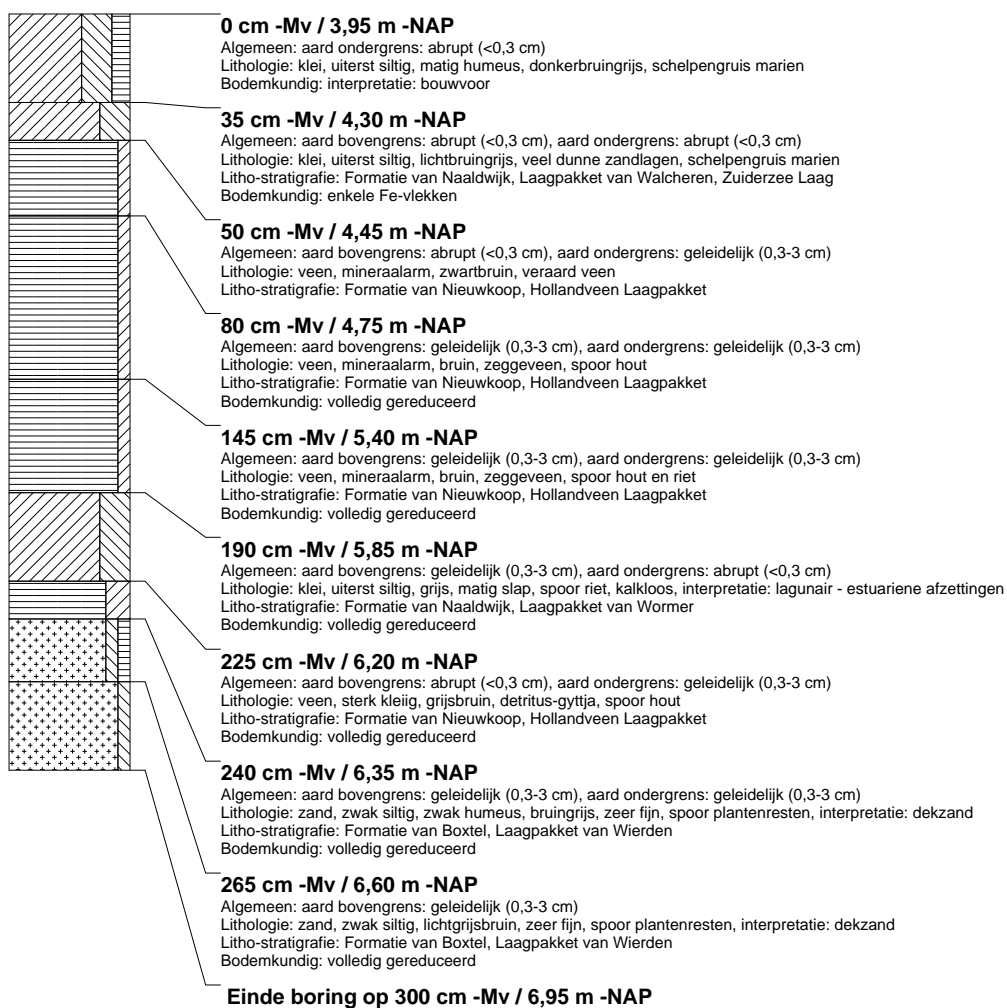 0 cm -Mv / 3,95 m -NAP
Algemeen: aard ondergrens: abrupt (<0,3 cm)
Lithologie: klei, uiterst siltig, matig humeus, donkerbruingrijs, schelpengruis marien
Bodemkundig: interpretatie: bouwvoor
35 cm -Mv / 4,30 m -NAP
Algemeen: aard bovengrens: abrupt (<0,3 cm), aard ondergrens: abrupt (<0,3 cm)
Lithologie: klei, uiterst siltig, lichtbruingrijs, veel dunne zandlagen, schelpengruis marien
Litho-stratigrafie: Formatie van Naaldwijk, Laagpakket van Walcheren, Zuiderzee Laag
Bodemkundig: enkele Fe-vlekken
50 cm -Mv / 4,45 m -NAP
Algemeen: aard bovengrens: abrupt (<0,3 cm), aard ondergrens: geleidelijk (0,3-3 cm)
Lithologie: veen, mineraalarm, zwartbruin, veraard veen
Litho-stratigrafie: Formatie van Nieuwkoop, Hollandveen Laagpakket
80 cm -Mv / 4,75 m -NAP
Algemeen: aard bovengrens: geleidelijk (0,3-3 cm), aard ondergrens: geleidelijk (0,3-3 cm)
Lithologie: veen, mineraalarm, bruin, zeggeveen, spoor hout
Litho-stratigrafie: Formatie van Nieuwkoop, Hollandveen Laagpakket
Bodemkundig: volledig gereduceerd
145 cm -Mv / 5,40 m -NAP
Algemeen: aard bovengrens: geleidelijk (0,3-3 cm), aard ondergrens: geleidelijk (0,3-3 cm)
Lithologie: veen, mineraalarm, bruin, zeggeveen, spoor hout en riet
Litho-stratigrafie: Formatie van Nieuwkoop, Hollandveen Laagpakket
Bodemkundig: volledig gereduceerd
190 cm -Mv / 5,85 m -NAP
Algemeen: aard bovengrens: geleidelijk (0,3-3 cm), aard ondergrens: abrupt (<0,3 cm)
Lithologie: klei, uiterst siltig, grijs, matig slap, spoor riet, kalkloos, interpretatie: lagunair - estuariene afzettingen
Litho-stratigrafie: Formatie van Naaldwijk, Laagpakket van Wormer
Bodemkundig: volledig gereduceerd
225 cm -Mv / 6,20 m -NAP
Algemeen: aard bovengrens: abrupt (<0,3 cm), aard ondergrens: geleidelijk (0,3-3 cm)
Lithologie: veen, sterk kleiig, grijsbruin, detritus-gyttja, spoor hout
Litho-stratigrafie: Formatie van Nieuwkoop, Hollandveen Laagpakket
Bodemkundig: volledig gereduceerd
240 cm -Mv / 6,35 m -NAP
Algemeen: aard bovengrens: geleidelijk (0,3-3 cm), aard ondergrens: geleidelijk (0,3-3 cm)
Lithologie: zand, zwak siltig, zwak humeus, bruingrijs, zeer fijn, spoor plantenresten, interpretatie: dekzand
Litho-stratigrafie: Formatie van Boxtel, Laagpakket van Wierden
Bodemkundig: volledig gereduceerd
265 cm -Mv / 6,60 m -NAP
Algemeen: aard bovengrens: geleidelijk (0,3-3 cm)
Lithologie: zand, zwak siltig, lichtgrijsbruin, zeer fijn, spoor plantenresten, interpretatie: dekzand
Litho-stratigrafie: Formatie van Boxtel, Laagpakket van Wierden
Bodemkundig: volledig gereduceerd
Einde boring op 300 cm -Mv / 6,95 m -NAP